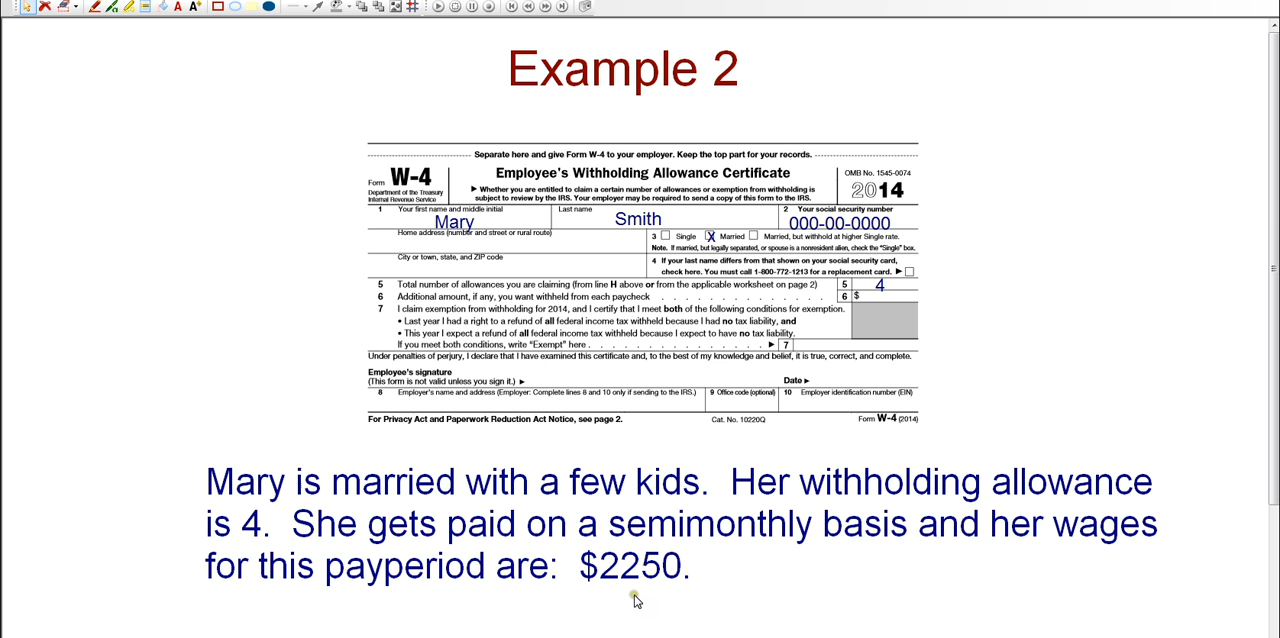 Example 2
Separate here and give Form W-4 to your employer. Keep the top part for your records.
Form W-4
Department of the Treasury
Internal Revenue Service
Employee's Withholding Allowance Certificate
▶ Whether you are entitled to claim a certain number of allowances or exemption from withholding is
subject to review by the IRS. Your employer may be required to send a copy of this form to the IRS.
OMB No. 1545-0074
2014
1 Your first name and middle initial
Mary
Last name
Smith
2 Your social security number
000-00-0000
Home address (number and street or rural route)
3 Single X Married Married, but withhold at higher Single rate.
Note. If married, but legally separated, or spouse is a nonresident alien, check the "Single" box.
City or town, state, and ZIP code
4 If your last name differs from that shown on your social security card,
check here. You must call 1-800-772-1213 for a replacement card. ▶
5 Total number of allowances you are claiming (from line H above or from the applicable worksheet on page 2) 5 4
6 Additional amount, if any, you want withheld from each paycheck . . . . . . . . . . . . . . 6 $
7 I claim exemption from withholding for 2014, and I certify that I meet both of the following conditions for exemption.
• Last year I had a right to a refund of all federal income tax withheld because I had no tax liability, and
• This year I expect a refund of all federal income tax withheld because I expect to have no tax liability.
If you meet both conditions, write "Exempt" here . . . . . . . . . . . . . . . ▶ 7
Under penalties of perjury, I declare that I have examined this certificate and, to the best of my knowledge and belief, it is true, correct, and complete.
Employee's signature
(This form is not valid unless you sign it.) ▶
Date ▶
8 Employer's name and address (Employer: Complete lines 8 and 10 only if sending to the IRS.)
9 Office code (optional)
10 Employer identification number (EIN)
For Privacy Act and Paperwork Reduction Act Notice, see page 2.
Cat. No. 10220Q
Form W-4 (2014)
Mary is married with a few kids. Her withholding allowance
is 4. She gets paid on a semimonthly basis and her wages
for this payperiod are: $2250.